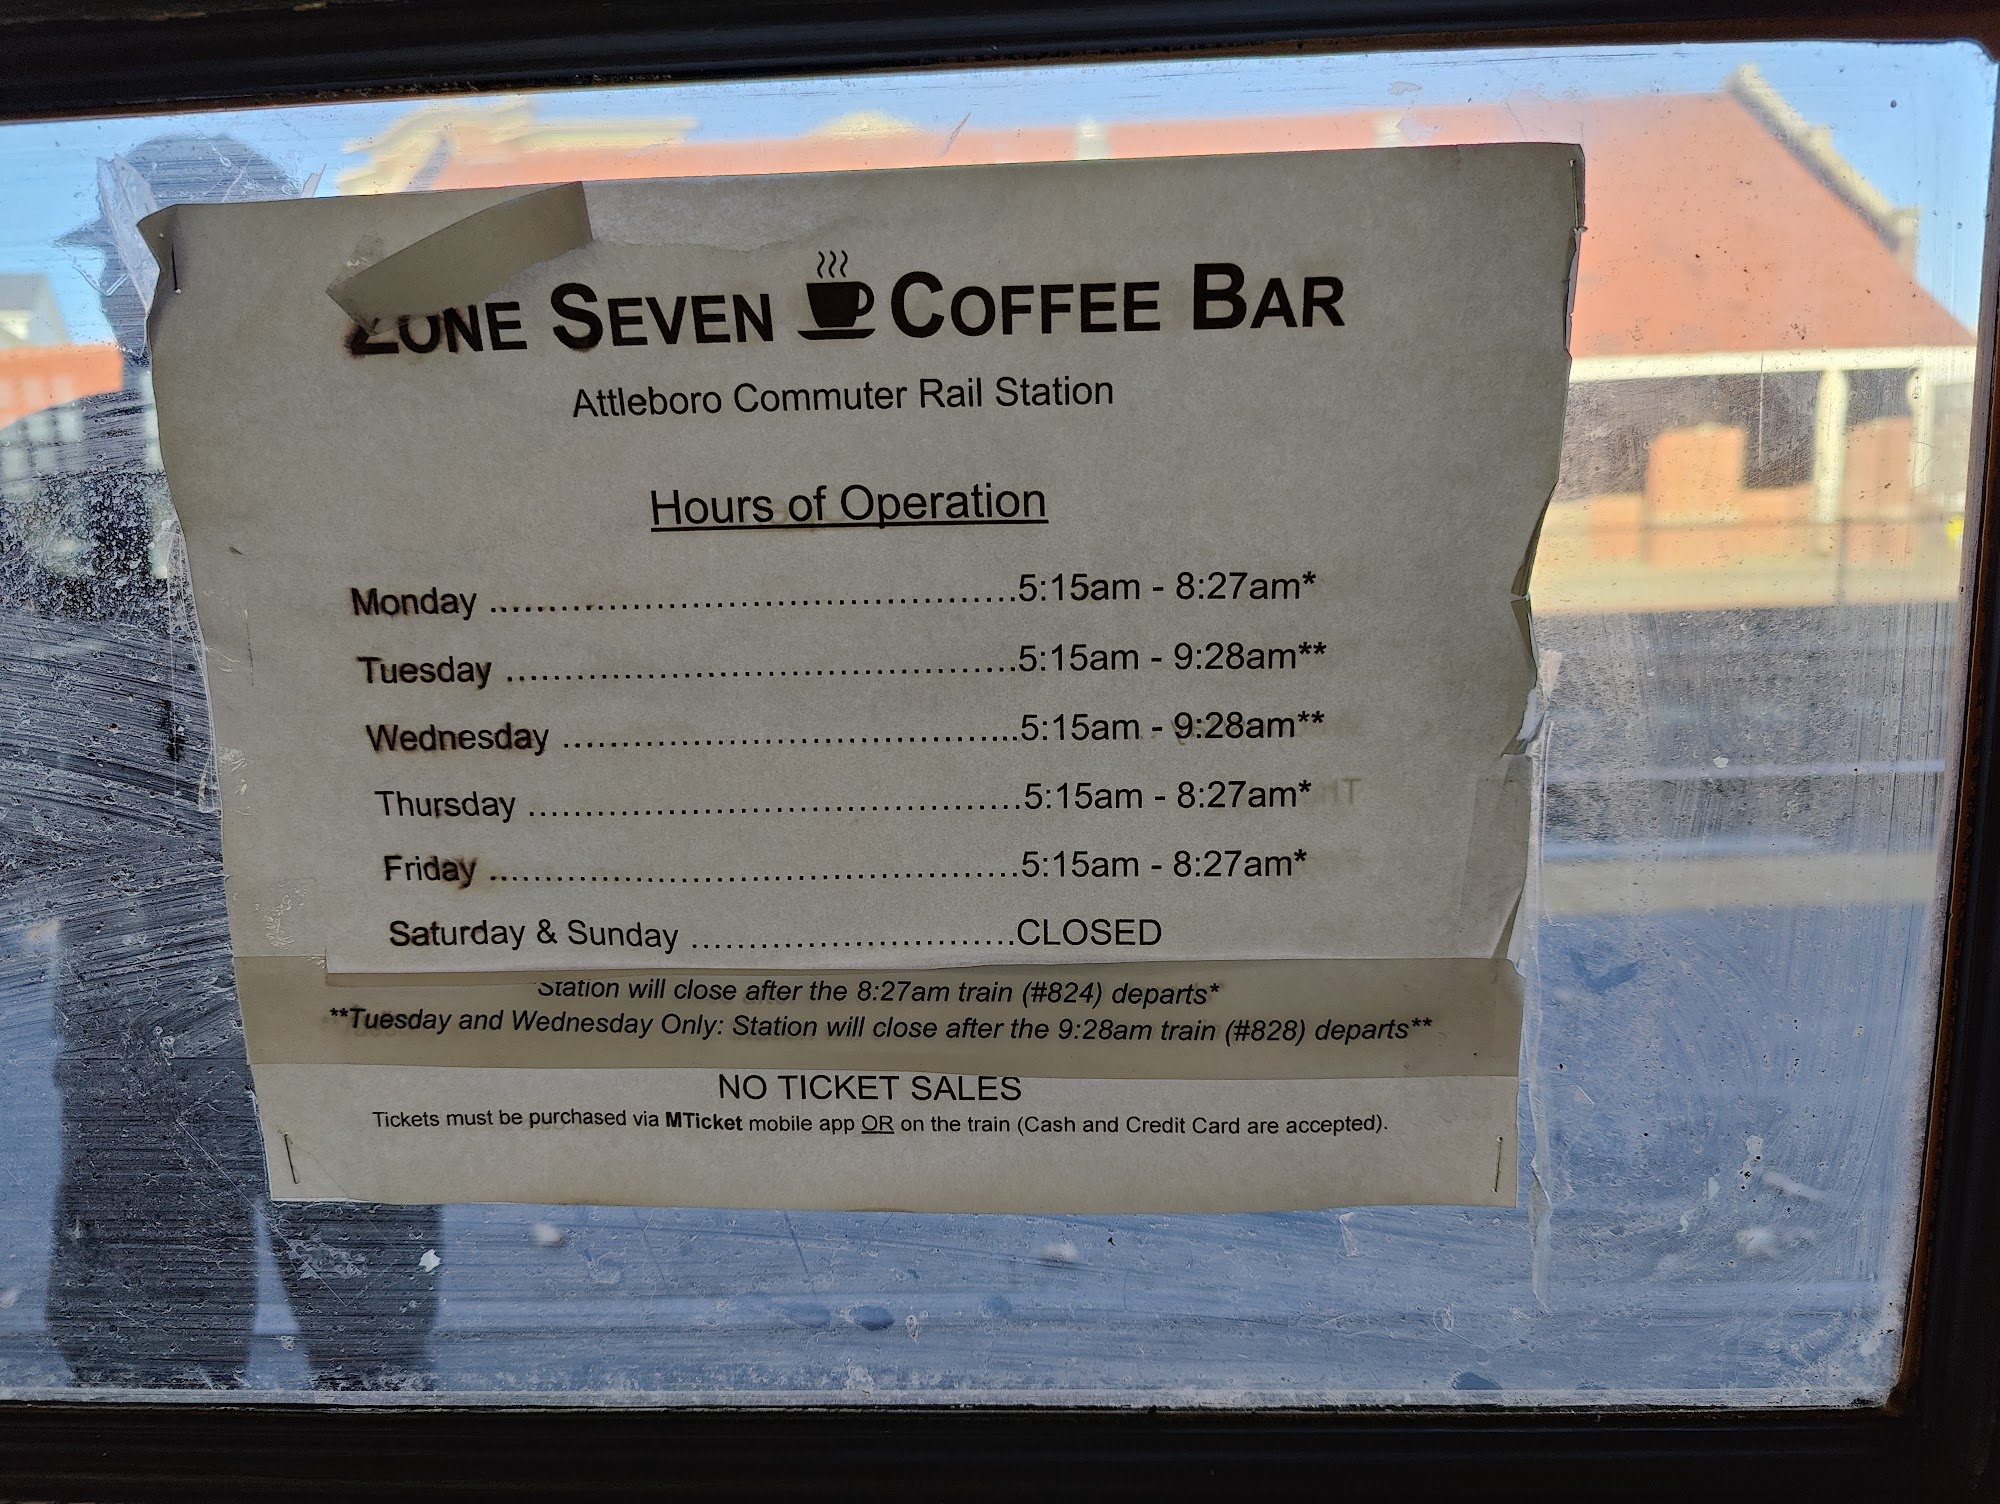 ZONE SEVEN COFFEE BAR
Attleboro Commuter Rail Station
Hours of Operation
Monday ................................................5:15am - 8:27am*
Tuesday ..............................................5:15am - 9:28am**
Wednesday .........................................5:15am - 9:28am**
Thursday .............................................5:15am - 8:27am*
Friday ................................................5:15am - 8:27am*
Saturday & Sunday .............................CLOSED
Station will close after the 8:27am train (#824) departs*
**Tuesday and Wednesday Only: Station will close after the 9:28am train (#828) departs**
NO TICKET SALES
Tickets must be purchased via MTicket mobile app OR on the train (Cash and Credit Card are accepted).